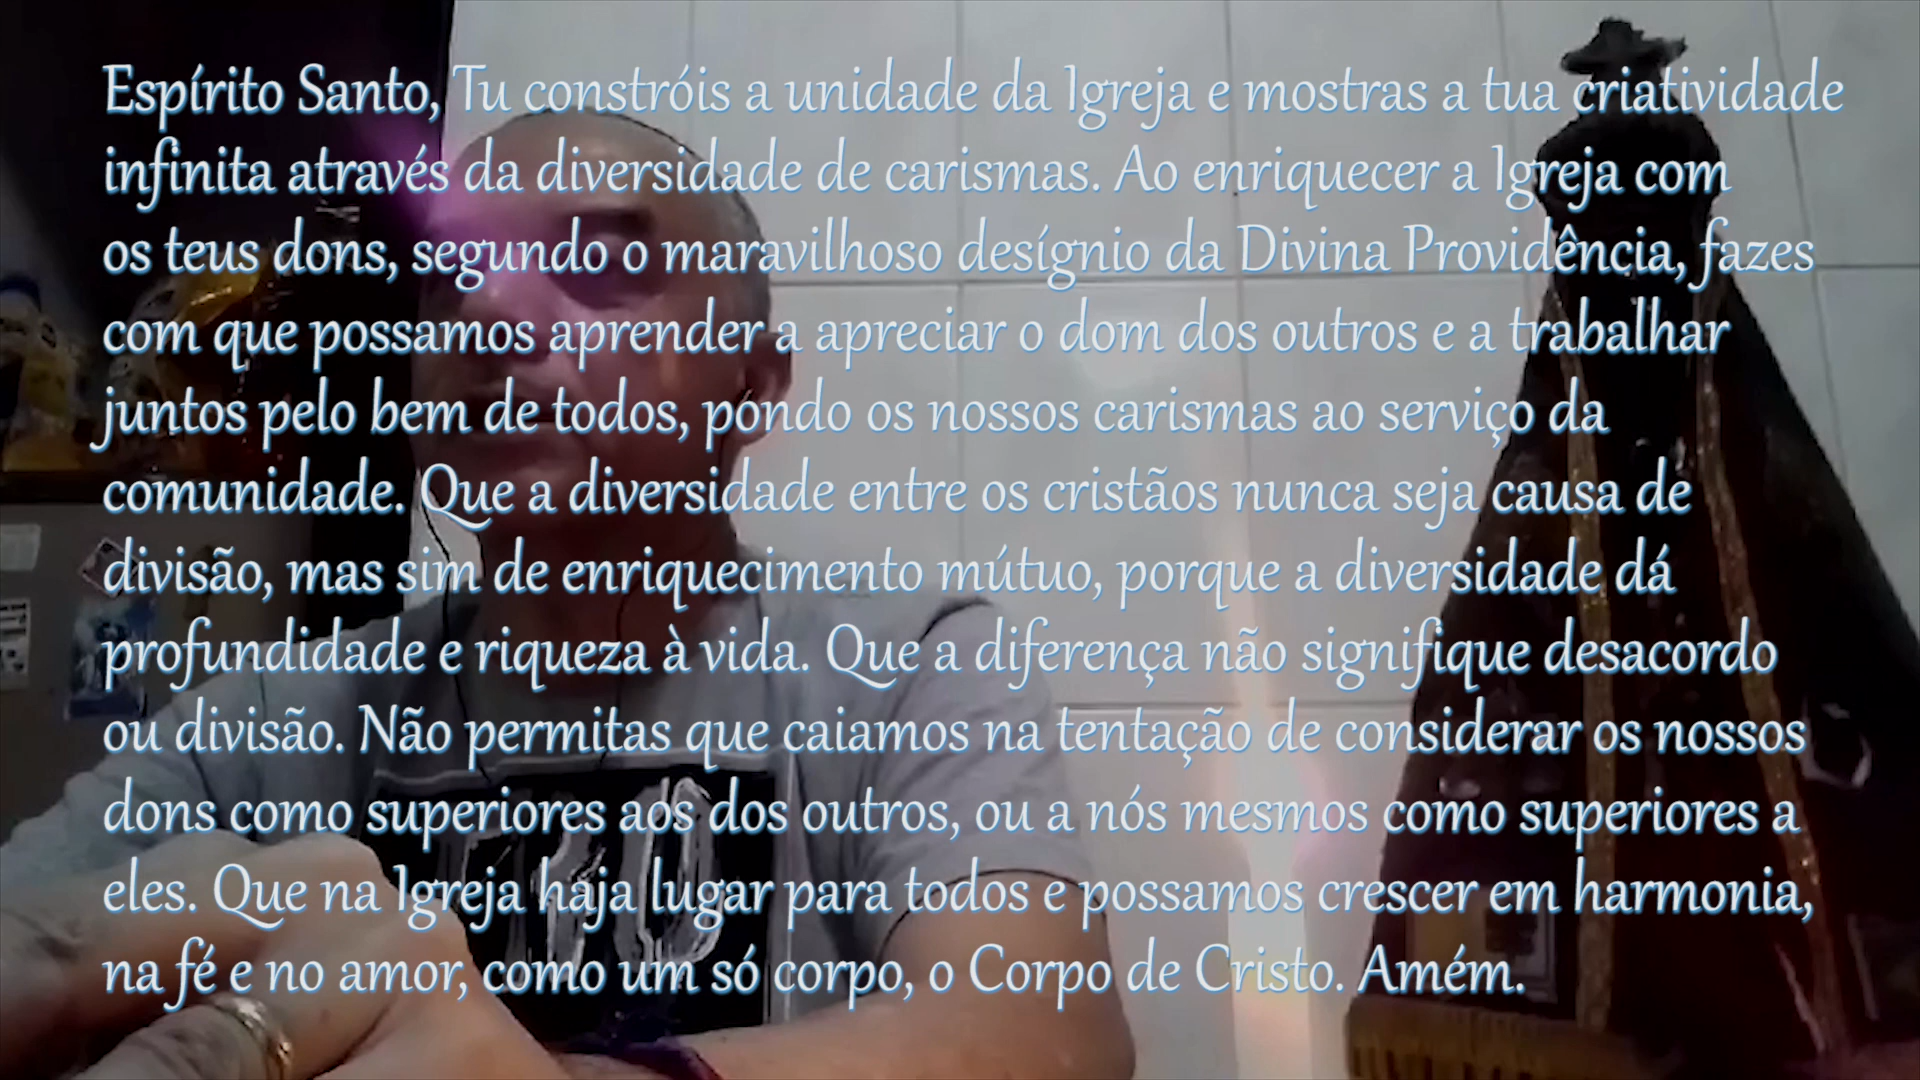 Espírito Santo, Tu constróis a unidade da Igreja e mostras a tua criatividade
infinita através da diversidade de carismas. Ao enriquecer a Igreja com
os teus dons, segundo o maravilhoso desígnio da Divina Providência, fazes
com que possamos aprender a apreciar o dom dos outros e a trabalhar
juntos pelo bem de todos, pondo os nossos carismas ao serviço da
comunidade. Que a diversidade entre os cristãos nunca seja causa de
divisão, mas sim de enriquecimento mútuo, porque a diversidade dá
profundidade e riqueza à vida. Que a diferença não signifique desacordo
ou divisão. Não permitas que caiamos na tentação de considerar os nossos
dons como superiores aos dos outros, ou a nós mesmos como superiores a
eles. Que na Igreja haja lugar para todos e possamos crescer em harmonia,
na fé e no amor, como um só corpo, o Corpo de Cristo. Amém.